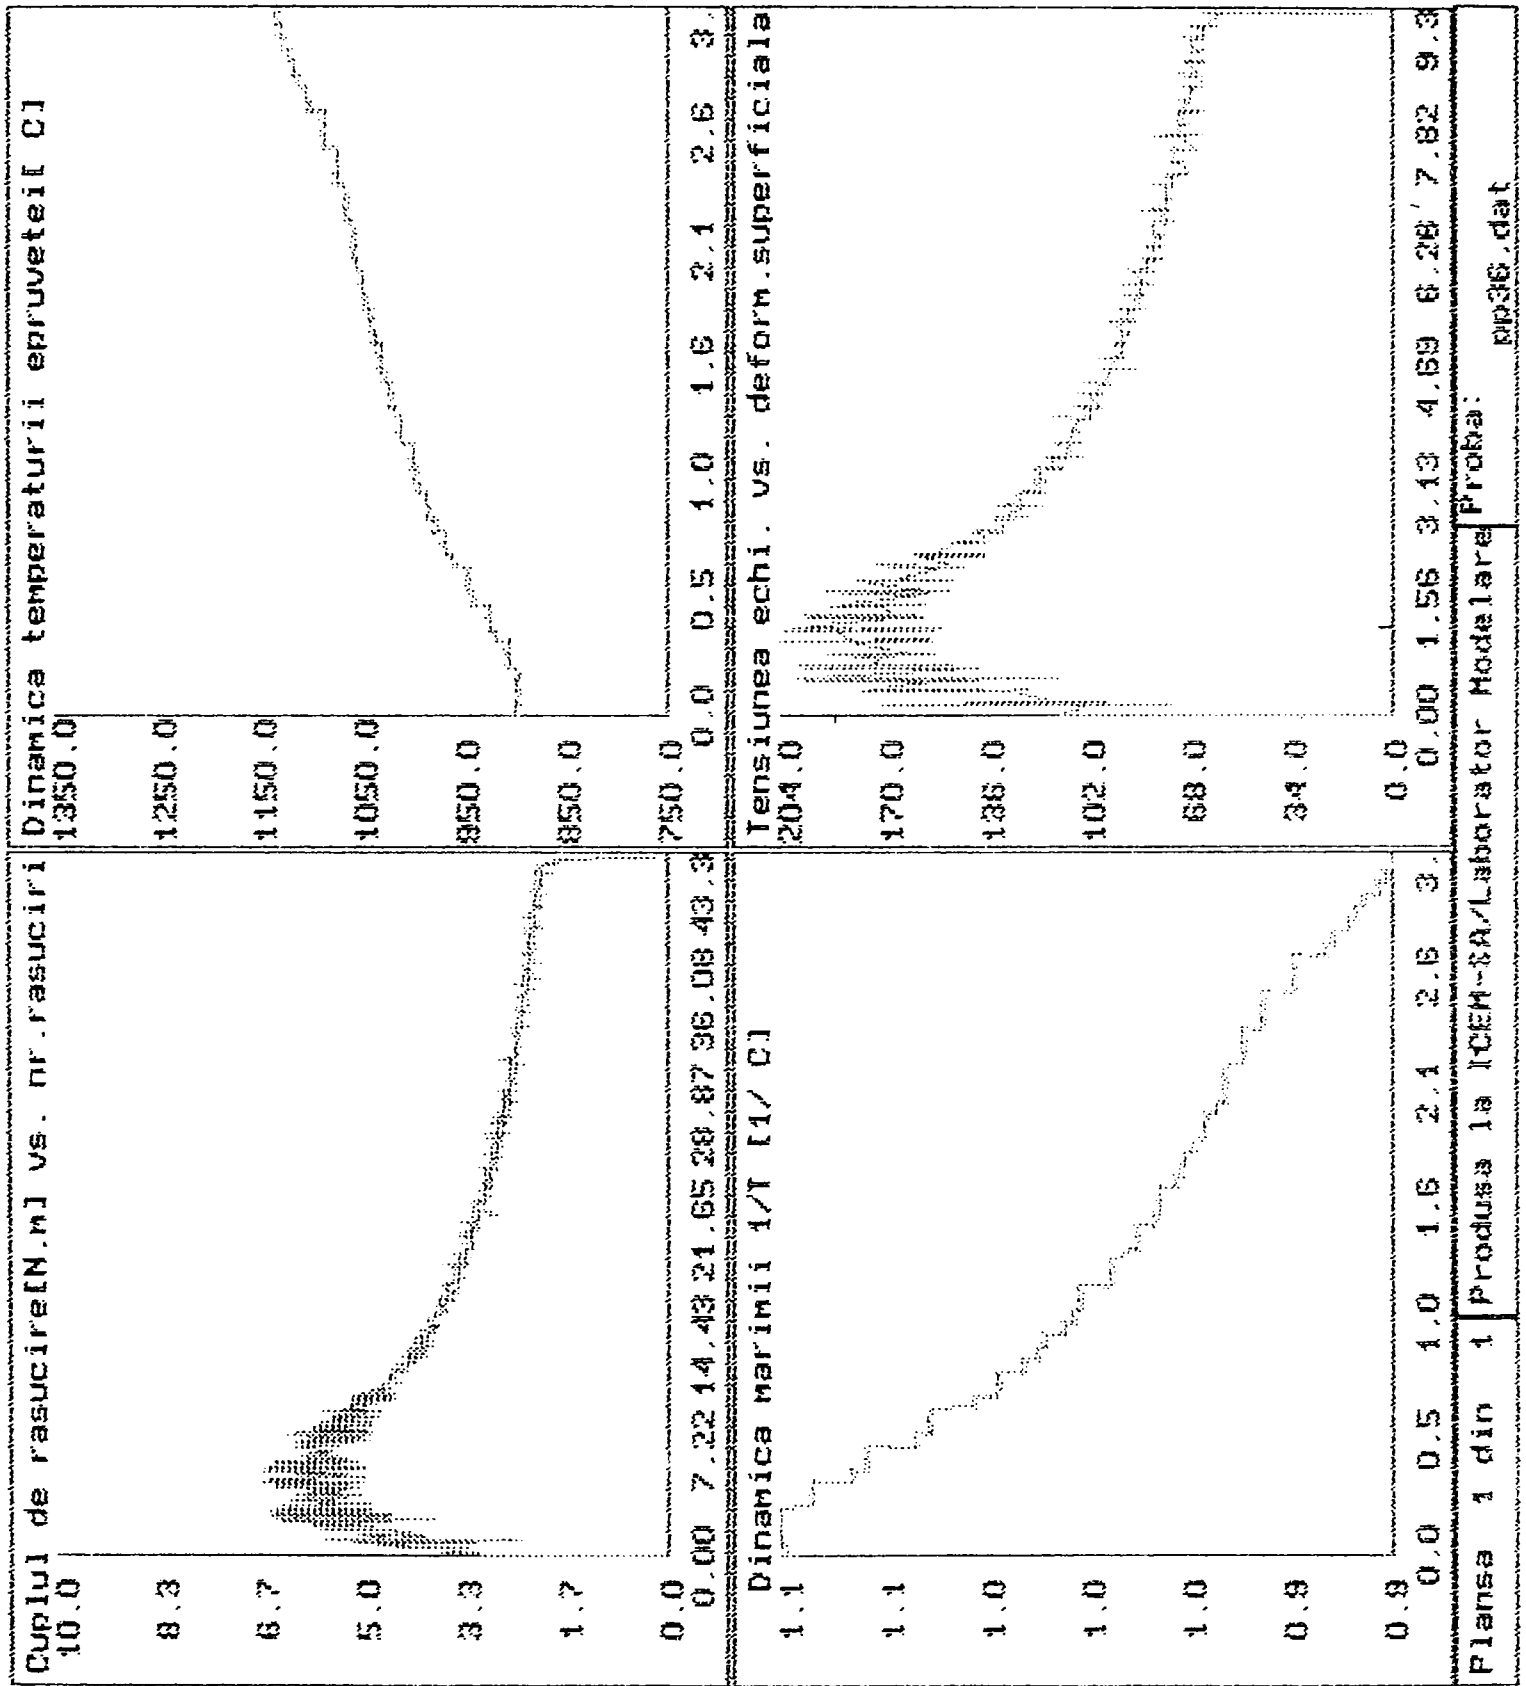 Cuplul de rasucire[N.m] vs. nr.rasuciri
10.0
8.3
6.7
5.0
3.3
1.7
0.0
0.00 7.22 14.43 21.65 28.87 36.08 43.3
Dinamica temperaturii epruvetei[ C]
1350.0
1250.0
1150.0
1050.0
950.0
850.0
750.0
0.0 0.5 1.0 1.6 2.1 2.6 3.
Dinamica marimii 1/T [1/ C]
1.1
1.1
1.0
1.0
1.0
0.9
0.9
0.0 0.5 1.0 1.6 2.1 2.6 3.
Tensiunea echi. vs. deform.superficiala
204.0
170.0
136.0
102.0
68.0
34.0
0.0
0.00 1.56 3.13 4.69 6.26 7.82 9.3
Plansa 1 din 1
Produsa la ICEM-SA/Laborator Modelare
Proba:
pp36.dat